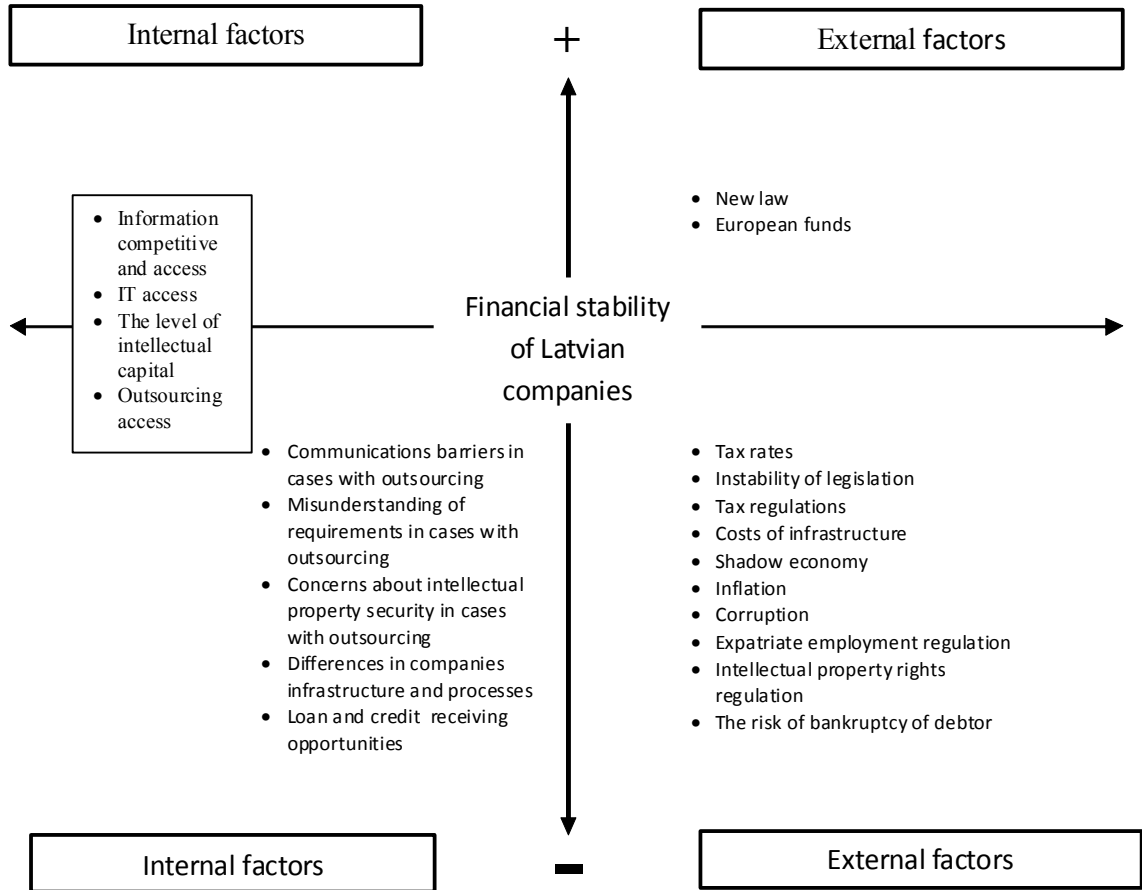 Internal factors
+
External factors
• New law
• European funds
• Information
competitive
and access
• IT access
• The level of
intellectual
capital
• Outsourcing
access
Financial stability
of Latvian
companies
• Communications barriers in
cases with outsourcing
• Misunderstanding of
requirements in cases with
outsourcing
• Concerns about intellectual
property security in cases
with outsourcing
• Differences in companies
infrastructure and processes
• Loan and credit receiving
opportunities
• Tax rates
• Instability of legislation
• Tax regulations
• Costs of infrastructure
• Shadow economy
• Inflation
• Corruption
• Expatriate employment regulation
• Intellectual property rights
regulation
• The risk of bankruptcy of debtor
Internal factors
-
External factors